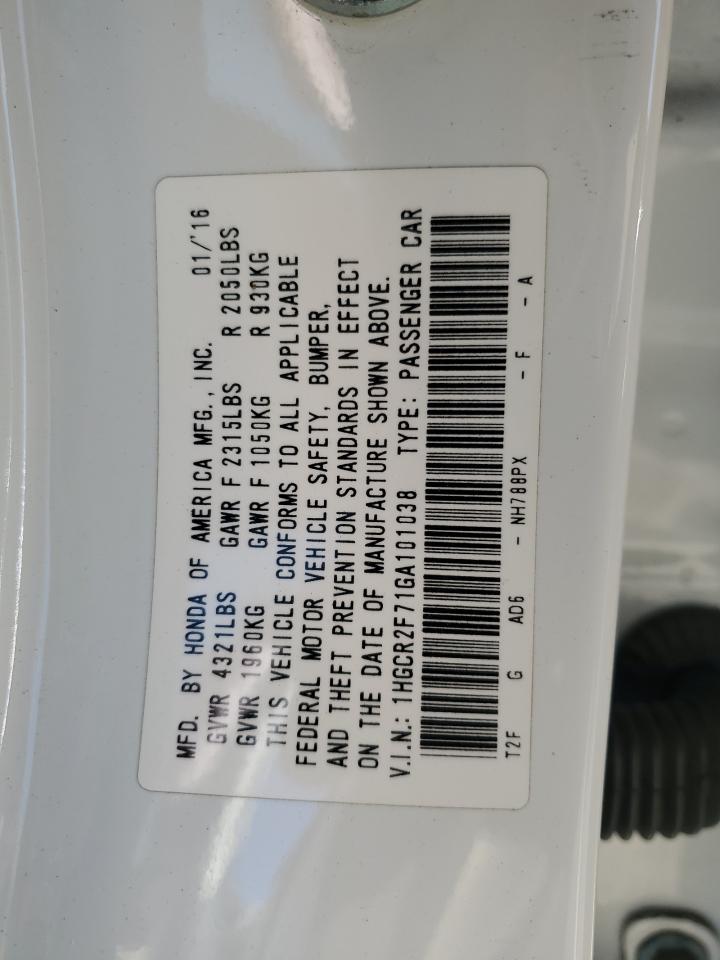 MFD. BY HONDA OF AMERICA MFG., INC. 01/'16
GVWR 4321LBS GAWR F 2315LBS R 2050LBS
GVWR 1960KG GAWR F 1050KG R 930KG
THIS VEHICLE CONFORMS TO ALL APPLICABLE
FEDERAL MOTOR VEHICLE SAFETY, BUMPER,
AND THEFT PREVENTION STANDARDS IN EFFECT
ON THE DATE OF MANUFACTURE SHOWN ABOVE.
V.I.N.: 1HGCR2F71GA101038 TYPE: PASSENGER CAR
T2F G AD6 - NH788PX - F - A